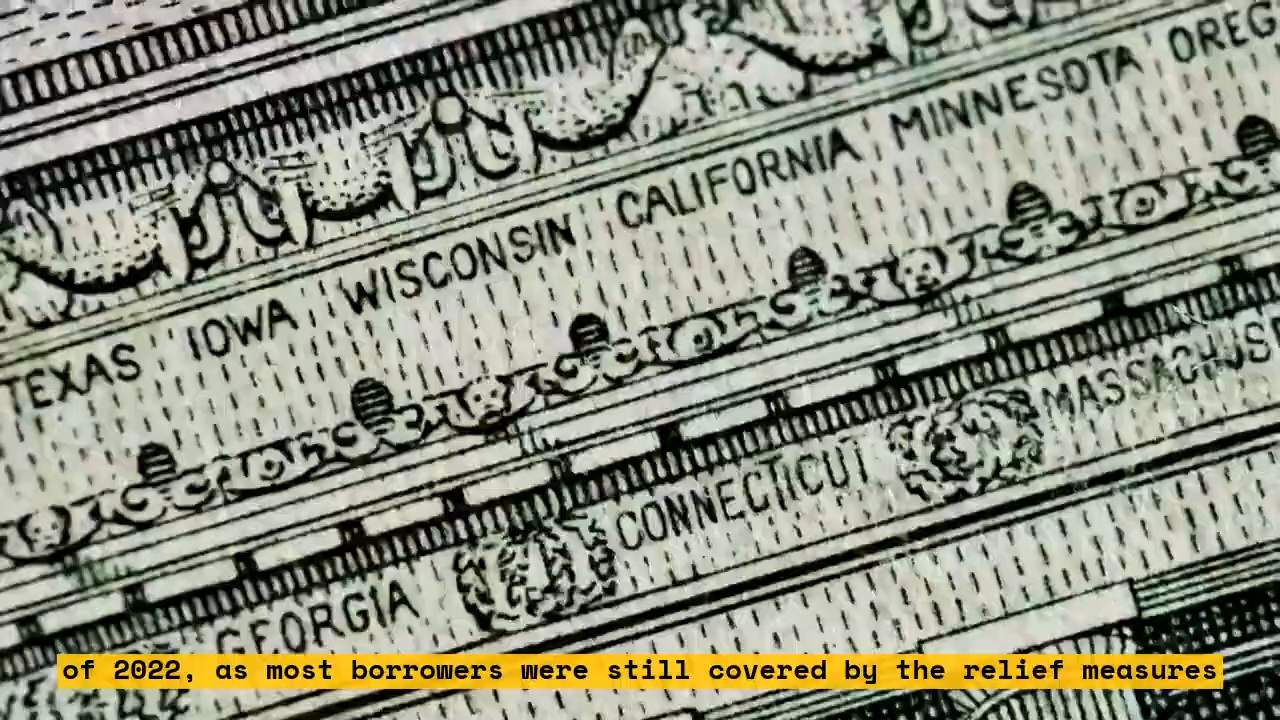 TEXAS IOWA WISCONSIN CALIFORNIA MINNESOTA OREG
GEORGIA CONNECTICUT MASSACHUS
of 2022, as most borrowers were still covered by the relief measures